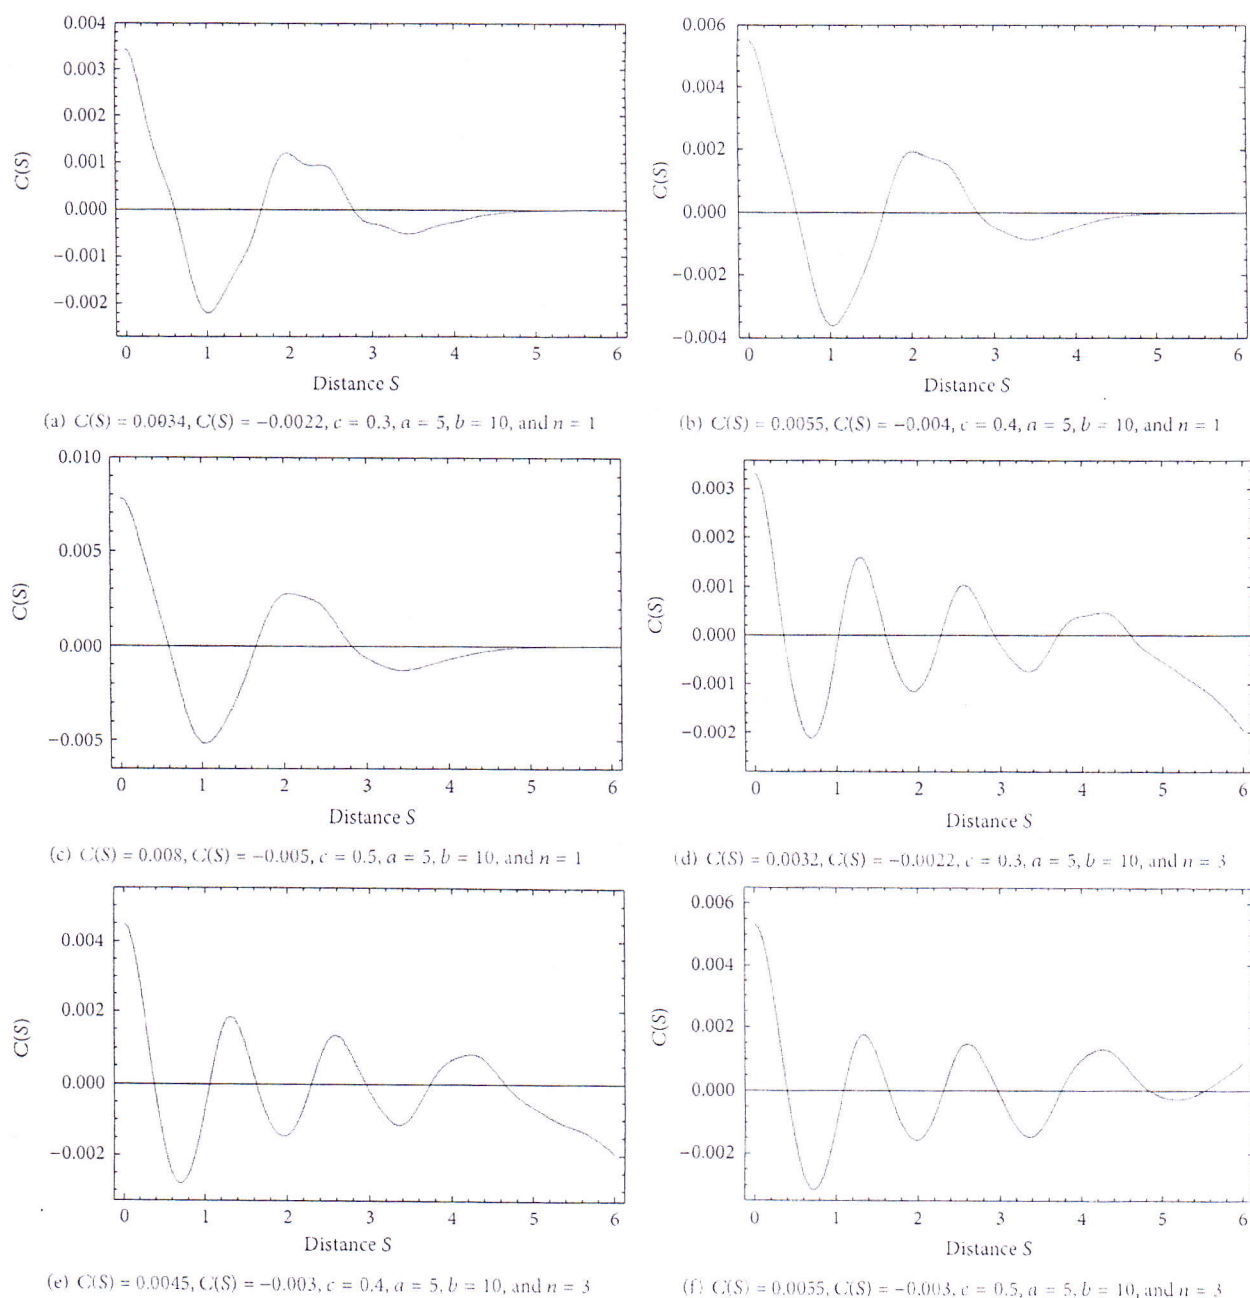 0.004
0.003
0.002
0.001
0.000
−0.001
−0.002
C(S)
0 1 2 3 4 5 6
Distance S
(a) C(S) = 0.0034, C(S) = −0.0022, c = 0.3, a = 5, b = 10, and n = 1
0.006
0.004
0.002
0.000
−0.002
−0.004
C(S)
0 1 2 3 4 5 6
Distance S
(b) C(S) = 0.0055, C(S) = −0.004, c = 0.4, a = 5, b = 10, and n = 1
0.010
0.005
0.000
−0.005
C(S)
0 1 2 3 4 5 6
Distance S
(c) C(S) = 0.008, C(S) = −0.005, c = 0.5, a = 5, b = 10, and n = 1
0.003
0.002
0.001
0.000
−0.001
−0.002
C(S)
0 1 2 3 4 5 6
Distance S
(d) C(S) = 0.0032, C(S) = −0.0022, c = 0.3, a = 5, b = 10, and n = 3
0.004
0.002
0.000
−0.002
C(S)
0 1 2 3 4 5 6
Distance S
(e) C(S) = 0.0045, C(S) = −0.003, c = 0.4, a = 5, b = 10, and n = 3
0.006
0.004
0.002
0.000
−0.002
C(S)
0 1 2 3 4 5 6
Distance S
(f) C(S) = 0.0055, C(S) = −0.003, c = 0.5, a = 5, b = 10, and n = 3